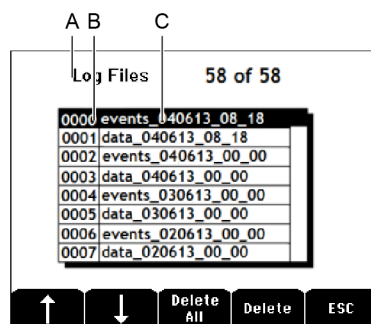 A B C
Log Files 58 of 58
0000 events_040613_08_18
0001 data_040613_08_18
0002 events_040613_00_00
0003 data_040613_00_00
0004 events_030613_00_00
0005 data_030613_00_00
0006 events_020613_00_00
0007 data_020613_00_00
↑ ↓ Delete All Delete ESC